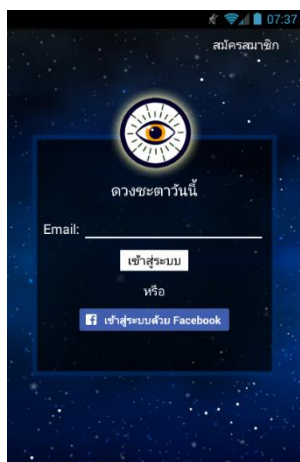 07:37
สมัครสมาชิก
ดวงชะตาวันนี้
Email:
เข้าสู่ระบบ
หรือ
f เข้าสู่ระบบด้วย Facebook